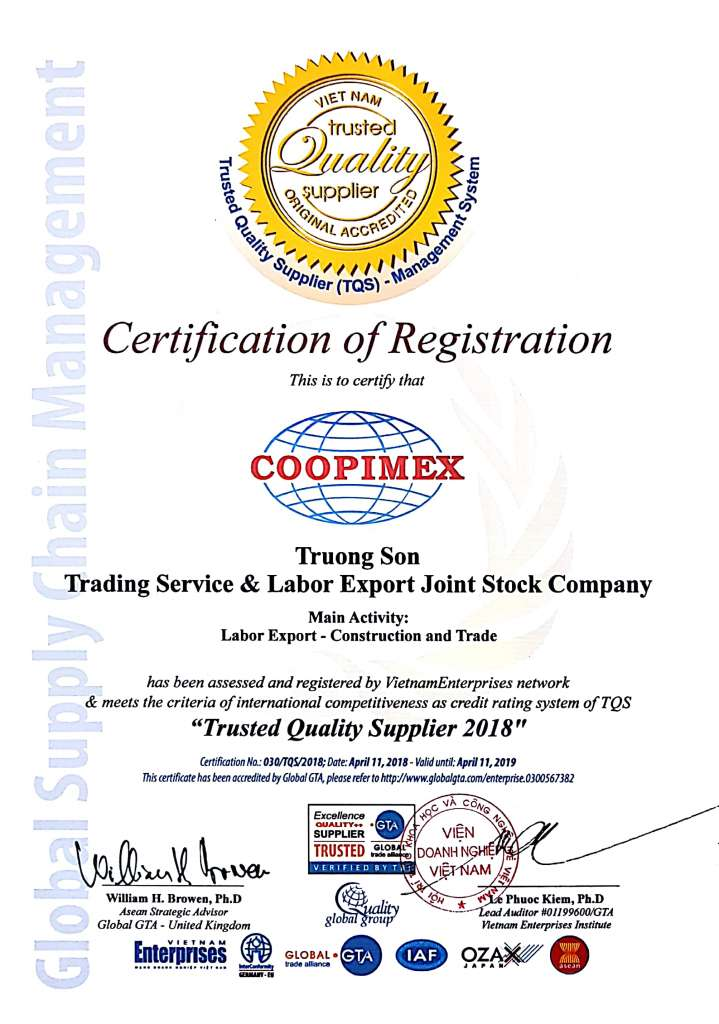 Global Supply Chain Management
VIET NAM
trusted
Quality
supplier
ORIGINAL ACCREDITED
Trusted Quality Supplier (TQS) - Management System
Certification of Registration
This is to certify that
COOPIMEX
Truong Son
Trading Service & Labor Export Joint Stock Company
Main Activity:
Labor Export - Construction and Trade
has been assessed and registered by VietnamEnterprises network
& meets the criteria of international competitiveness as credit rating system of TQS
“Trusted Quality Supplier 2018"
Certification No.: 030/TQS/2018; Date: April 11, 2018 - Valid until: April 11, 2019
This certificate has been accredited by Global GTA, please refer to http://www.globalgta.com/enterprise.0300567382
Excellence
QUALITY++
SUPPLIER
TRUSTED
GTA
GLOBAL
trade alliance
VERIFIED BY
VIỆN
DOANH NGHIỆP
VIỆT NAM
William H. Browen
William H. Browen, Ph.D
Asean Strategic Advisor
Global GTA - United Kingdom
Quality
global group
Le Phuoc Kiem, Ph.D
Lead Auditor #01199600/GTA
Vietnam Enterprises Institute
VIETNAM
Enterprises
MẠNG DOANH NGHIỆP VIỆT NAM
InterConformity
GERMANY - EU
GLOBAL
trade alliance
GTA
IAF
OZAX
JAPAN
asean